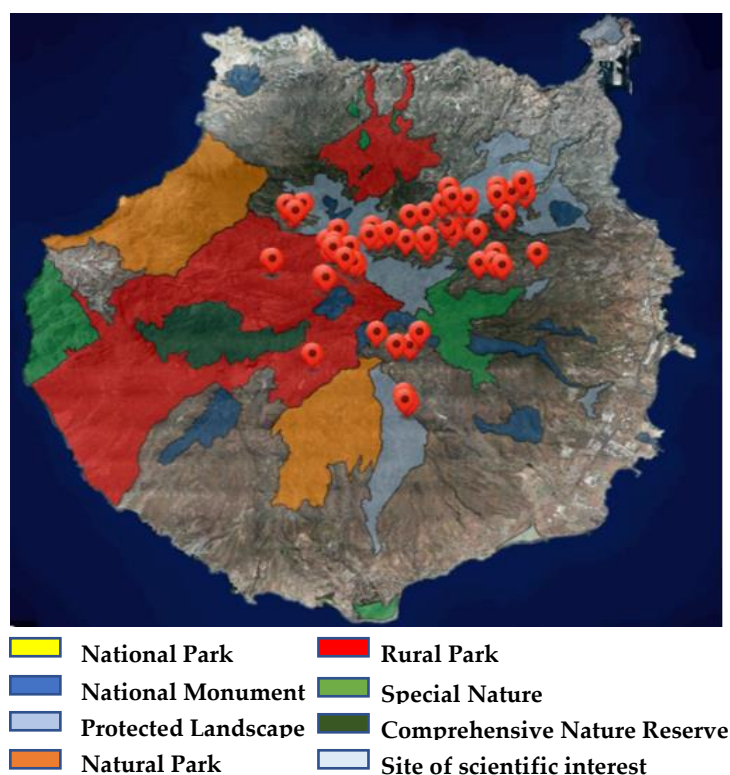 National Park
Rural Park
National Monument
Special Nature
Protected Landscape
Comprehensive Nature Reserve
Natural Park
Site of scientific interest